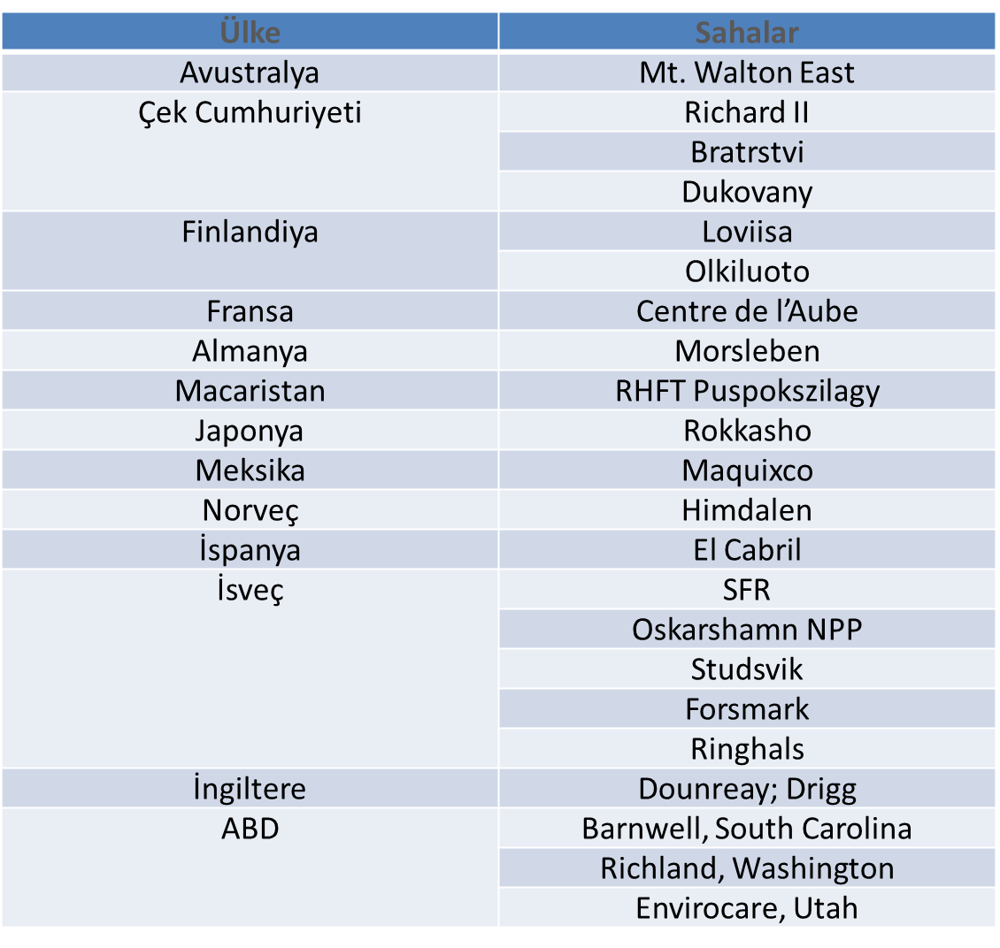 Ülke Sahalar
Avustralya Mt. Walton East
Çek Cumhuriyeti Richard II
Bratrstvi
Dukovany
Finlandiya Loviisa
Olkiluoto
Fransa Centre de l’Aube
Almanya Morsleben
Macaristan RHFT Puspokszilagy
Japonya Rokkasho
Meksika Maquixco
Norveç Himdalen
İspanya El Cabril
İsveç SFR
Oskarshamn NPP
Studsvik
Forsmark
Ringhals
İngiltere Dounreay; Drigg
ABD Barnwell, South Carolina
Richland, Washington
Envirocare, Utah